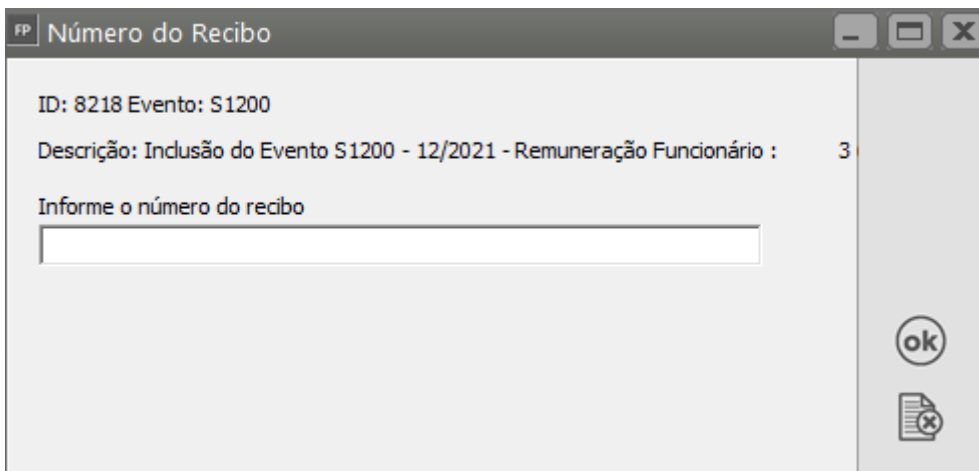 FP Número do Recibo
ID: 8218 Evento: S1200
Descrição: Inclusão do Evento S1200 - 12/2021 - Remuneração Funcionário : 3
Informe o número do recibo
ok